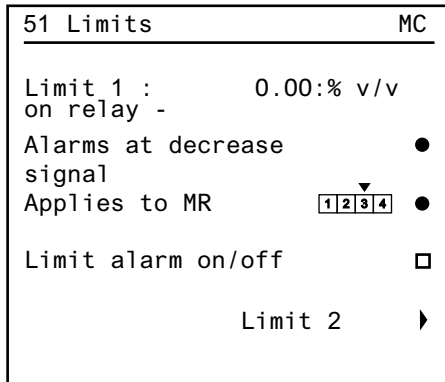 51 Limits MC
Limit 1 : 0.00:% v/v
on relay -
Alarms at decrease
signal
Applies to MR 1 2 3 4
Limit alarm on/off
Limit 2